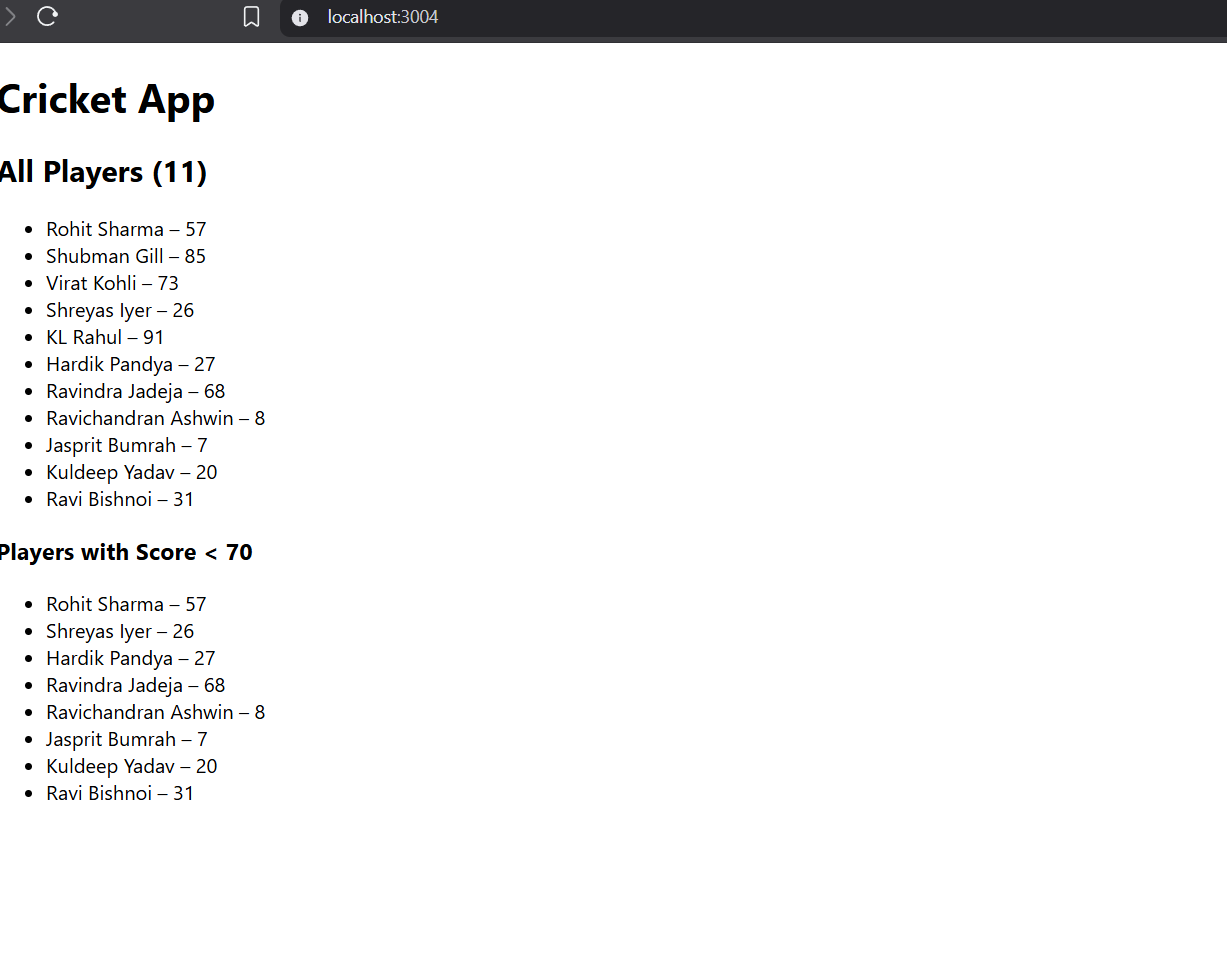 localhost:3004
Cricket App
All Players (11)
Rohit Sharma – 57
Shubman Gill – 85
Virat Kohli – 73
Shreyas Iyer – 26
KL Rahul – 91
Hardik Pandya – 27
Ravindra Jadeja – 68
Ravichandran Ashwin – 8
Jasprit Bumrah – 7
Kuldeep Yadav – 20
Ravi Bishnoi – 31
Players with Score < 70
Rohit Sharma – 57
Shreyas Iyer – 26
Hardik Pandya – 27
Ravindra Jadeja – 68
Ravichandran Ashwin – 8
Jasprit Bumrah – 7
Kuldeep Yadav – 20
Ravi Bishnoi – 31